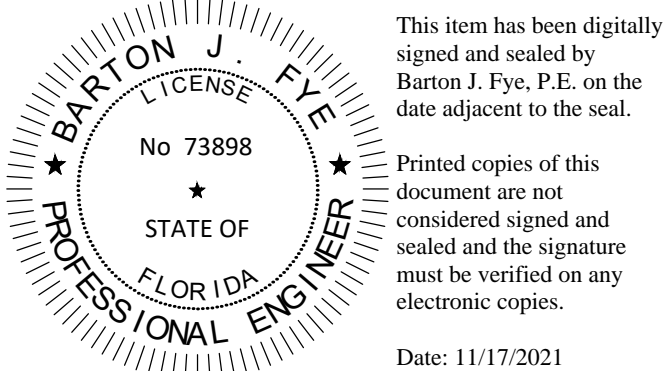 BARTON J. FYE
LICENSE
No 73898
STATE OF
FLORIDA
PROFESSIONAL ENGINEER
This item has been digitally
signed and sealed by
Barton J. Fye, P.E. on the
date adjacent to the seal.
Printed copies of this
document are not
considered signed and
sealed and the signature
must be verified on any
electronic copies.
Date: 11/17/2021